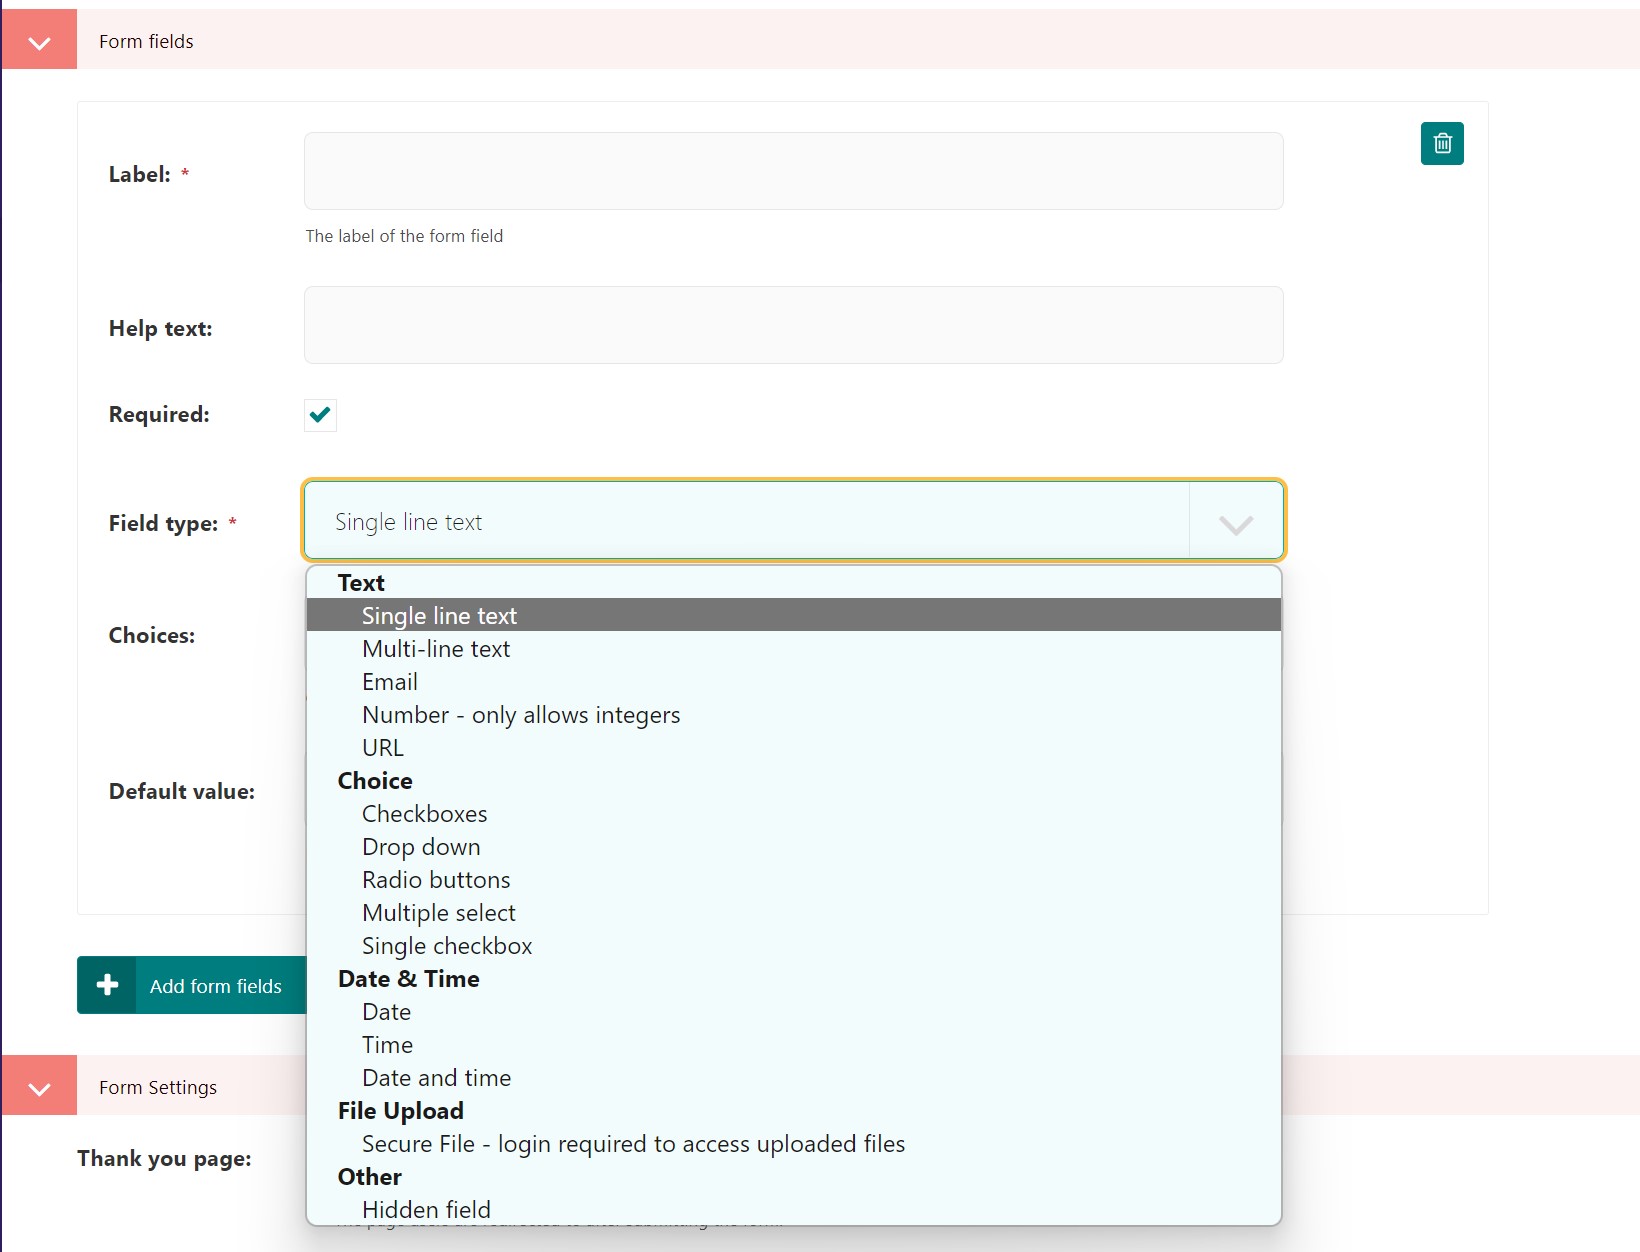 Form fields
Label: *
The label of the form field
Help text:
Required:
Field type: *
Single line text
Text
Single line text
Multi-line text
Email
Number - only allows integers
URL
Choice
Checkboxes
Drop down
Radio buttons
Multiple select
Single checkbox
Date & Time
Date
Time
Date and time
File Upload
Secure File - login required to access uploaded files
Other
Hidden field
Choices:
Default value:
Add form fields
Form Settings
Thank you page: